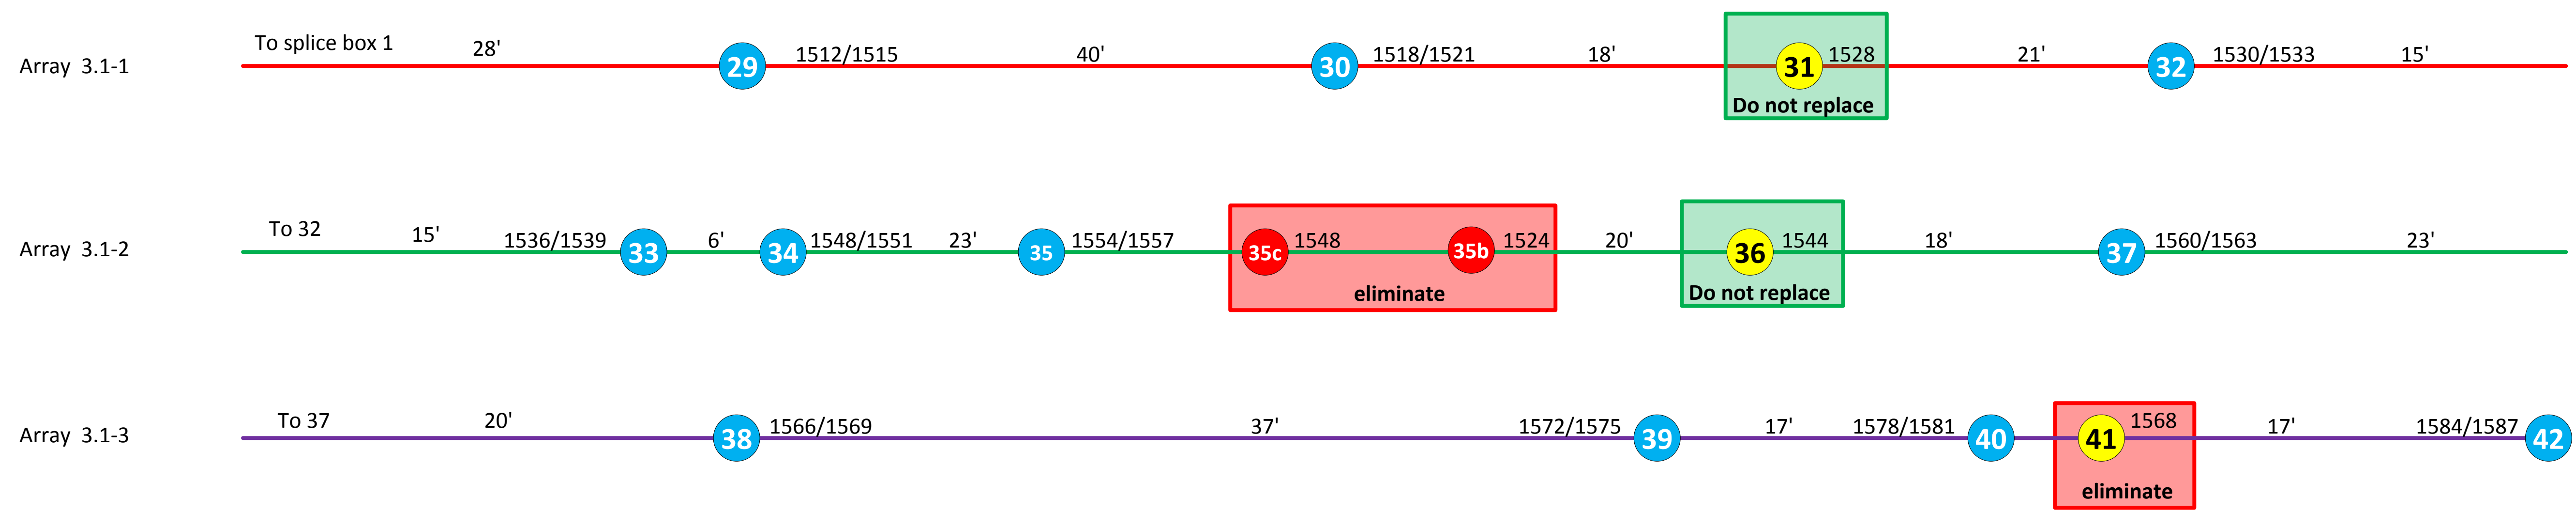 Array 3.1-1 To splice box 1 28' 29 1512/1515 40' 30 1518/1521 18' 31 1528 21' 32 1530/1533 15'
Do not replace
Array 3.1-2 To 32 15' 1536/1539 33 6' 34 1548/1551 23' 35 1554/1557 35c 1548 35b 1524 20' 36 1544 18' 37 1560/1563 23'
eliminate Do not replace
Array 3.1-3 To 37 20' 38 1566/1569 37' 1572/1575 39 17' 1578/1581 40 41 1568 17' 1584/1587 42
eliminate